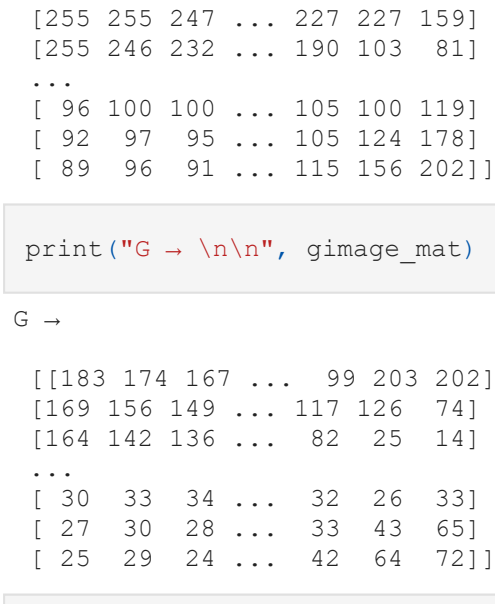 [255 255 247 ... 227 227 159]
[255 246 232 ... 190 103  81]
...
[ 96 100 100 ... 105 100 119]
[ 92  97  95 ... 105 124 178]
[ 89  96  91 ... 115 156 202]]
print("G → \n\n", gimage_mat)
G →
[[183 174 167 ...  99 203 202]
[169 156 149 ... 117 126  74]
[164 142 136 ...  82  25  14]
...
[ 30  33  34 ...  32  26  33]
[ 27  30  28 ...  33  43  65]
[ 25  29  24 ...  42  64  72]]